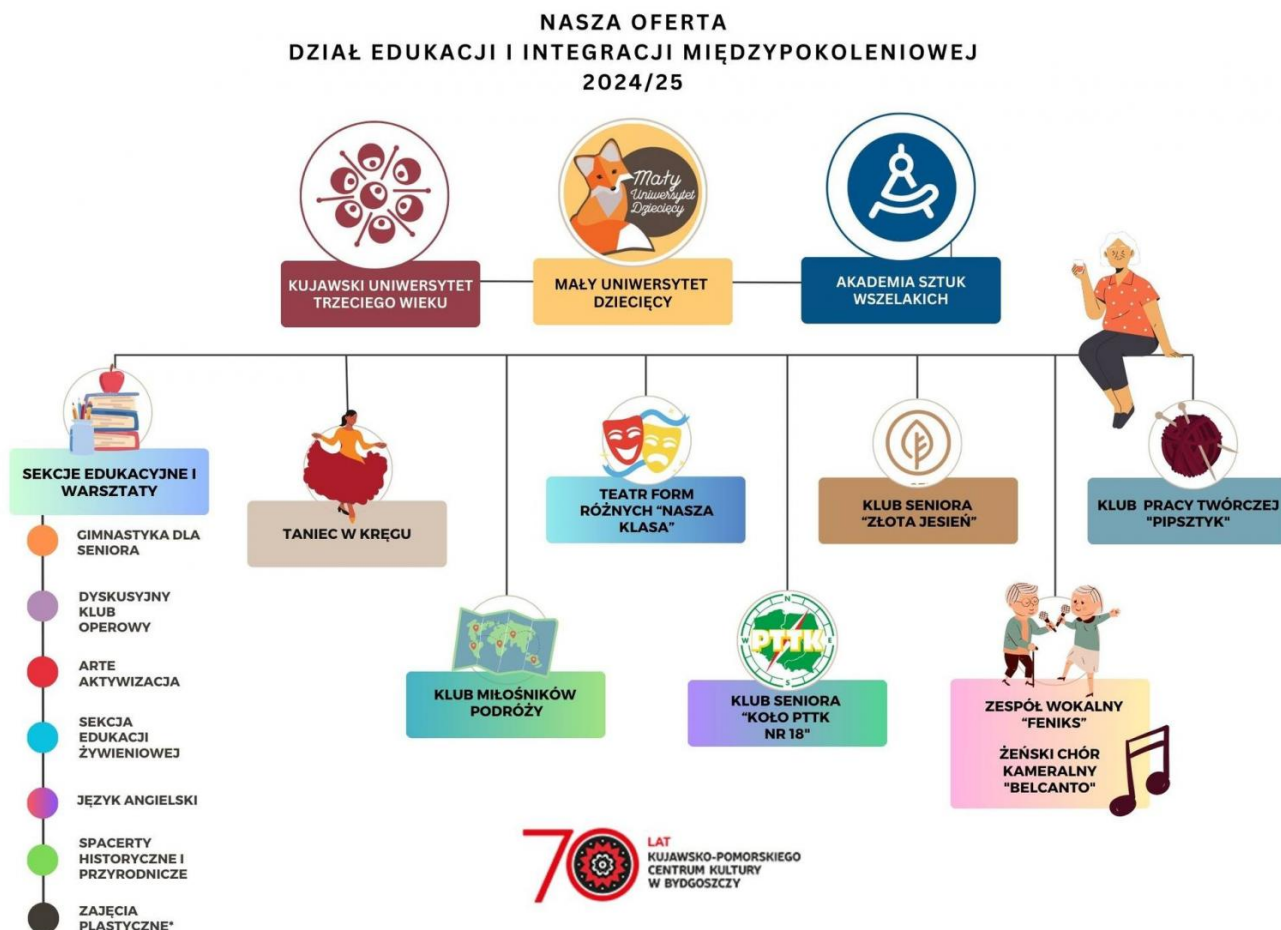 NASZA OFERTA
DZIAŁ EDUKACJI I INTEGRACJI MIĘDZYPOKOLENIOWEJ
2024/25
Mały
Uniwersytet
Dziecięcy
KUJAWSKI UNIWERSYTET
TRZECIEGO WIEKU
MAŁY UNIWERSYTET
DZIECIĘCY
AKADEMIA SZTUK
WSZELAKICH
SEKCJE EDUKACYJNE I
WARSZTATY
TANIEC W KRĘGU
TEATR FORM
RÓŻNYCH “NASZA
KLASA”
KLUB SENIORA
“ZŁOTA JESIEŃ”
KLUB PRACY TWÓRCZEJ
"PIPSZTYK"
GIMNASTYKA DLA
SENIORA
DYSKUSYJNY
KLUB
OPEROWY
ARTE
AKTYWIZACJA
SEKCJA
EDUKACJI
ŻYWIENIOWEJ
JĘZYK ANGIELSKI
SPACERTY
HISTORYCZNE I
PRZYRODNICZE
ZAJĘCIA
PLASTYCZNE*
KLUB MIŁOŚNIKÓW
PODRÓŻY
N
W PTTK E
S
KLUB SENIORA
“KOŁO PTTK
NR 18"
ZESPÓŁ WOKALNY
“FENIKS”
ŻEŃSKI CHÓR
KAMERALNY
"BELCANTO"
70 LAT
KUJAWSKO-POMORSKIEGO
CENTRUM KULTURY
W BYDGOSZCZY